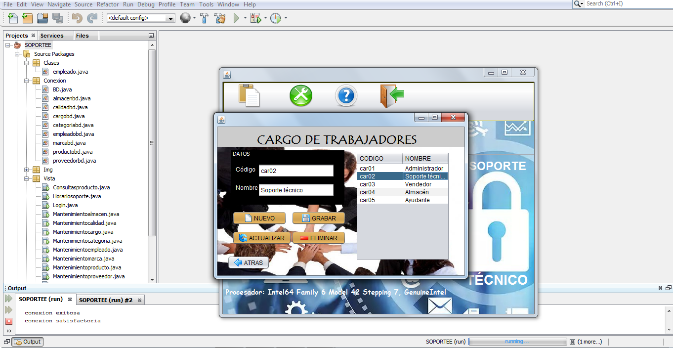 File Edit View Navigate Source Refactor Run Debug Profile Team Tools Window Help
Search (Ctrl+I)
<default config>
Projects
Services
Files
SOPORTEE
Source Packages
Clases
empleado.java
Conexion
BD.java
almacenbd.java
calidadbd.java
cargobd.java
categoriabd.java
empleadobd.java
marcabd.java
productobd.java
proveedorbd.java
Img
Vista
Consultasproducto.java
Horariosoporte.java
Login.java
Mantenimientoalmacen.java
Mantenimientocalidad.java
Mantenimientocargo.java
Mantenimientocategoria.java
Mantenimientoempleado.java
Mantenimientomarca.java
Mantenimientoproducto.java
Mantenimientoproveedor.java
CARGO DE TRABAJADORES
DATOS
Código
car02
Nombre
Soporte técnico
NUEVO
GRABAR
ACTUALIZAR
ELIMINAR
ATRAS
CODIGO NOMBRE
car01 Administrador
car02 Soporte técni...
car03 Vendedor
car04 Almacén
car05 Ayudante
SOPORTE
TÉCNICO
Procesador: Intel64 Family 6 Model 42 Stepping 7, GenuineIntel
Output
SOPORTEE (run)
SOPORTEE (run) #2
conexion exitosa
conexion satisfactoria
Output
SOPORTEE (run)
running...
(1 more...)